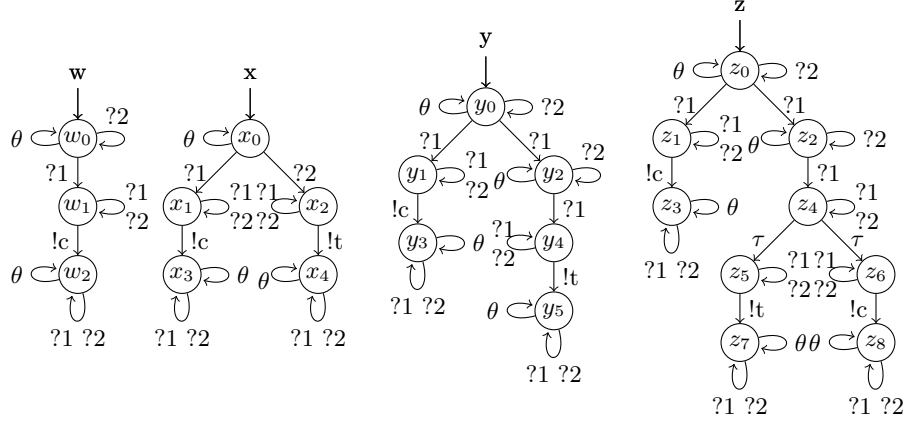 w
θ w₀ ?2
?1
w₁ ?1
?2
!c
θ w₂
?1 ?2
x
θ x₀
?1 ?2
x₁ ?1 ?1 x₂
?2 ?2
!c !t
x₃ θ θ x₄
?1 ?2 ?1 ?2
y
θ y₀ ?2
?1 ?1
y₁ ?1 θ y₂ ?2
?2
!c ?1
y₃ θ ?1 y₄
?2
?1 ?2 !t
θ y₅
?1 ?2
z
θ z₀ ?2
?1 ?1
z₁ ?1 θ z₂ ?2
?2
!c ?1
z₃ θ z₄ ?1
?2
?1 ?2 τ τ
z₅ ?1 ?1 z₆
?2 ?2
!t !c
z₇ θ θ z₈
?1 ?2 ?1 ?2